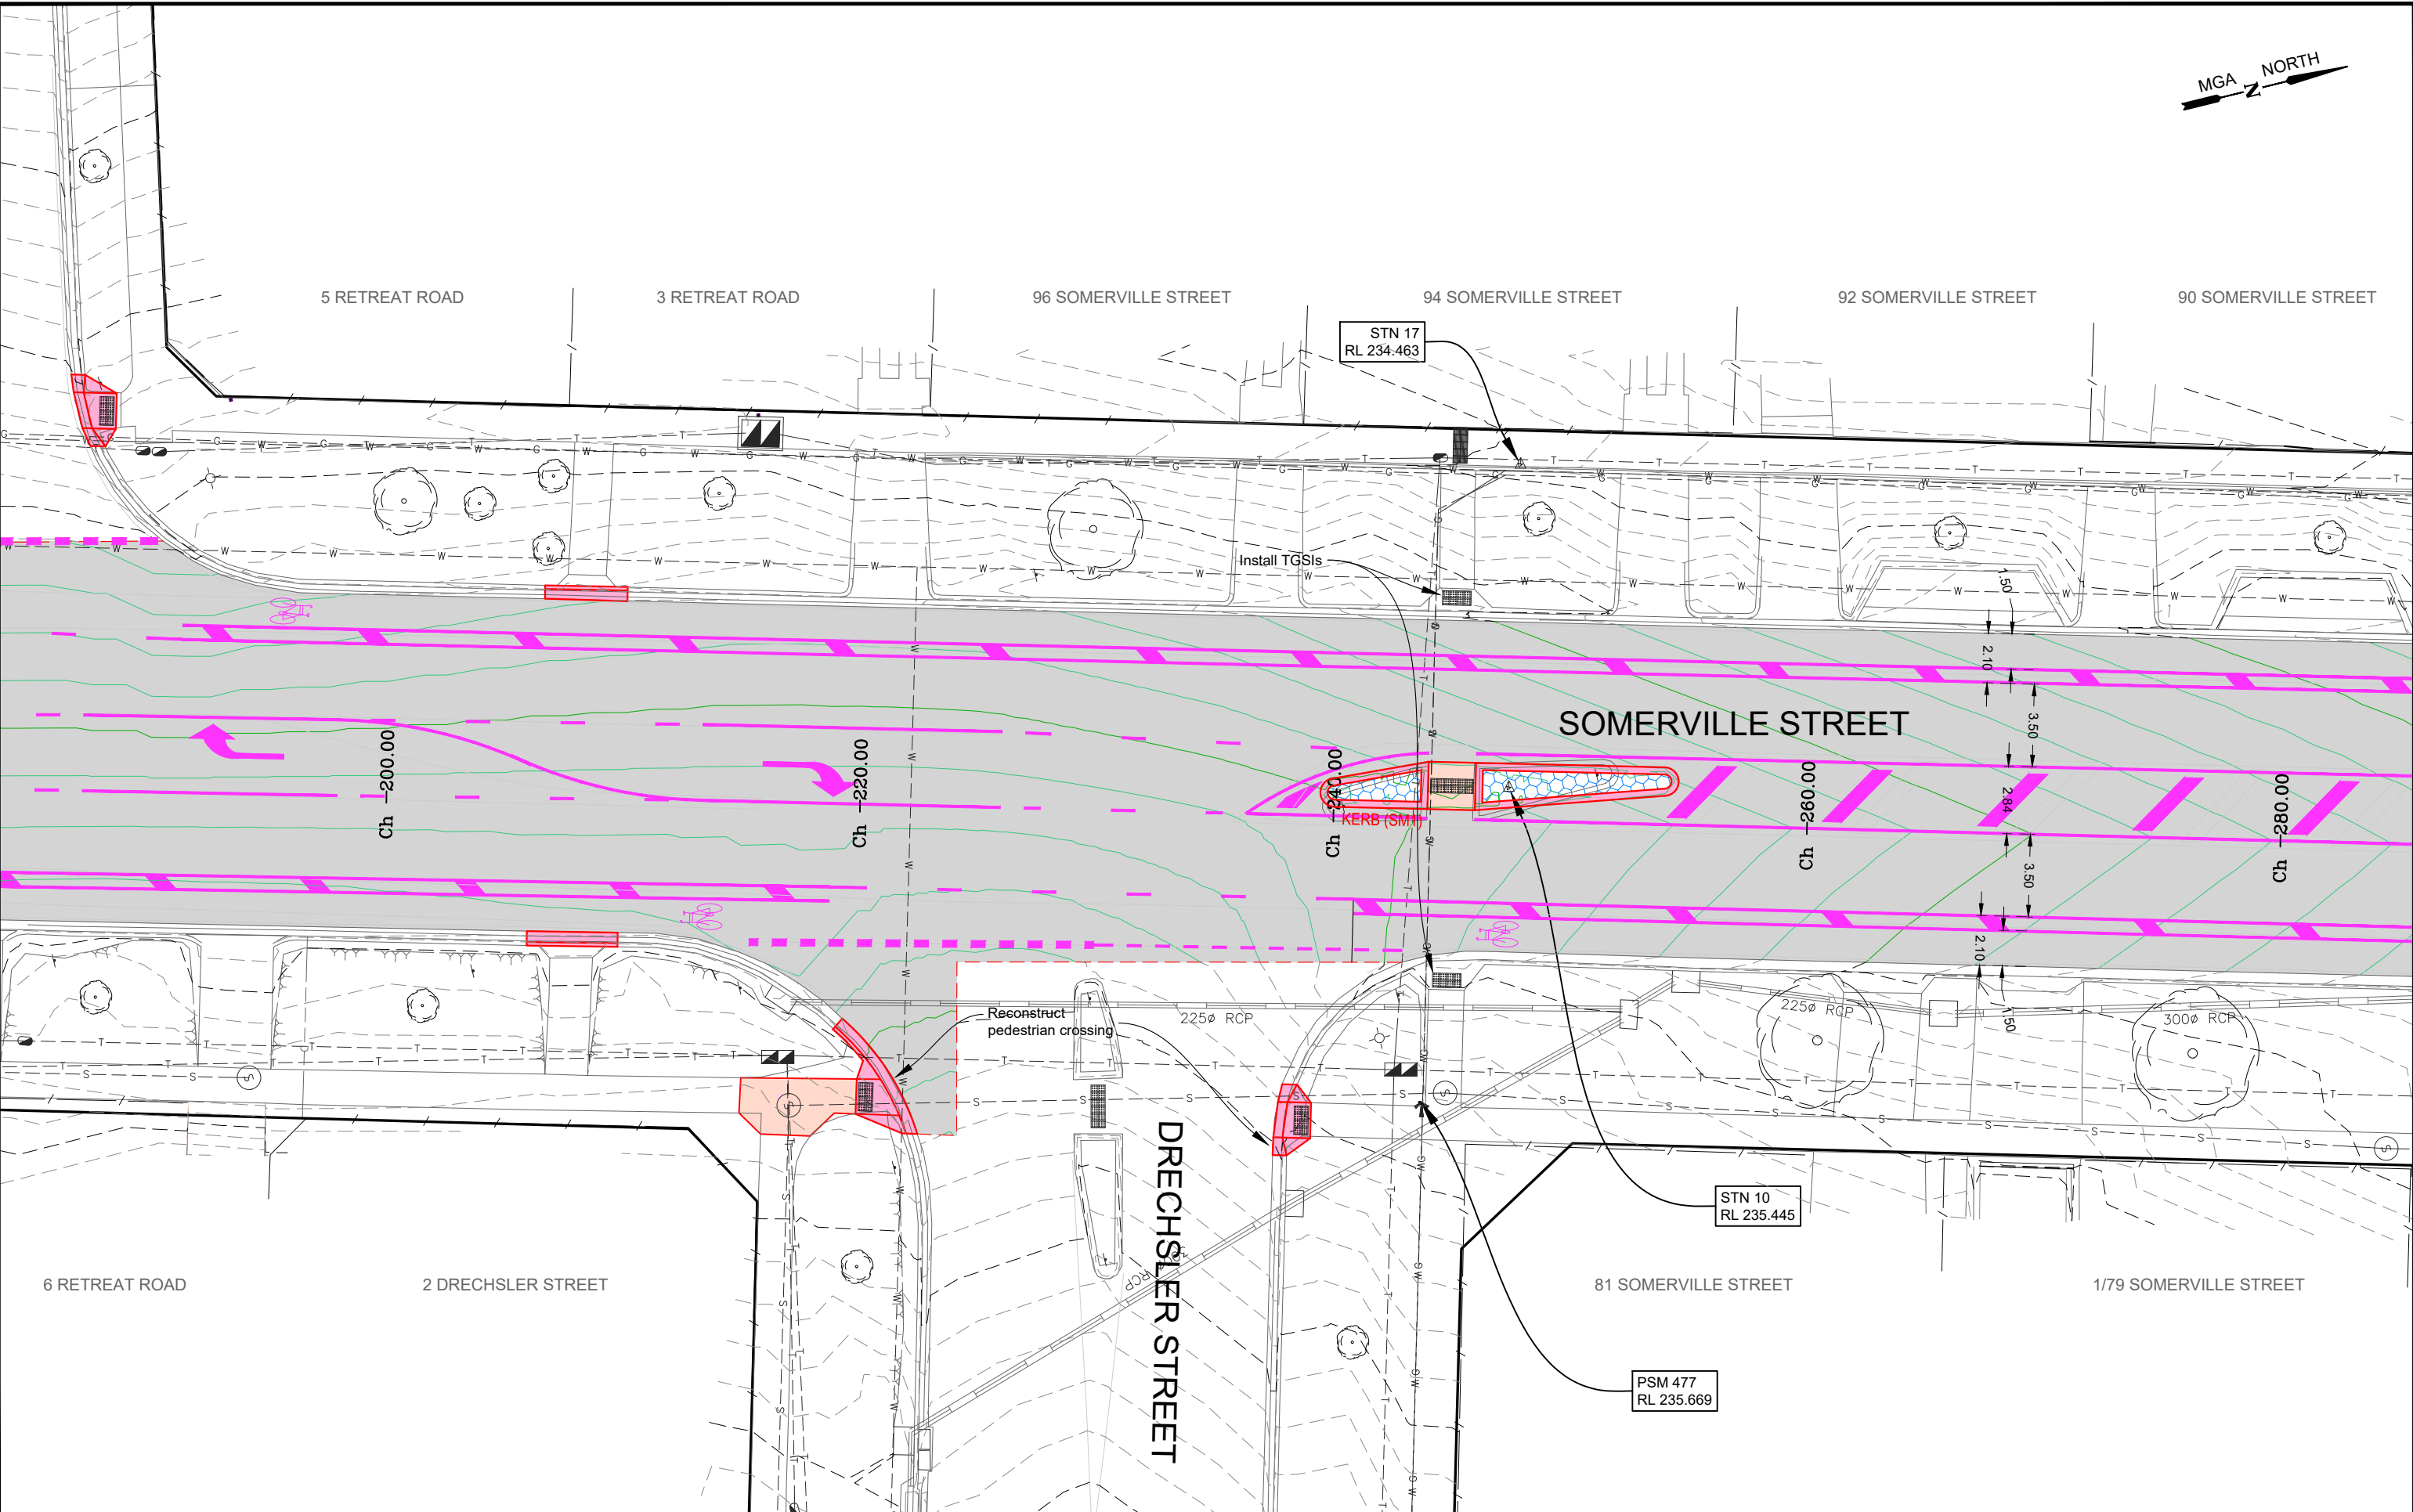 MGA N NORTH
5 RETREAT ROAD
3 RETREAT ROAD
96 SOMERVILLE STREET
94 SOMERVILLE STREET
92 SOMERVILLE STREET
90 SOMERVILLE STREET
STN 17
RL 234.463
Install TGSIs
1.50
2.10
3.50
SOMERVILLE STREET
Ch -200.00
Ch -220.00
Ch -240.00
Ch -260.00
Ch -280.00
2.84
KERB (SM1)
3.50
2.10
1.50
Reconstruct
pedestrian crossing
225ø RCP
225ø RCP
300ø RCP
DRECHSLER STREET
RCP
STN 10
RL 235.445
6 RETREAT ROAD
2 DRECHSLER STREET
81 SOMERVILLE STREET
1/79 SOMERVILLE STREET
PSM 477
RL 235.669